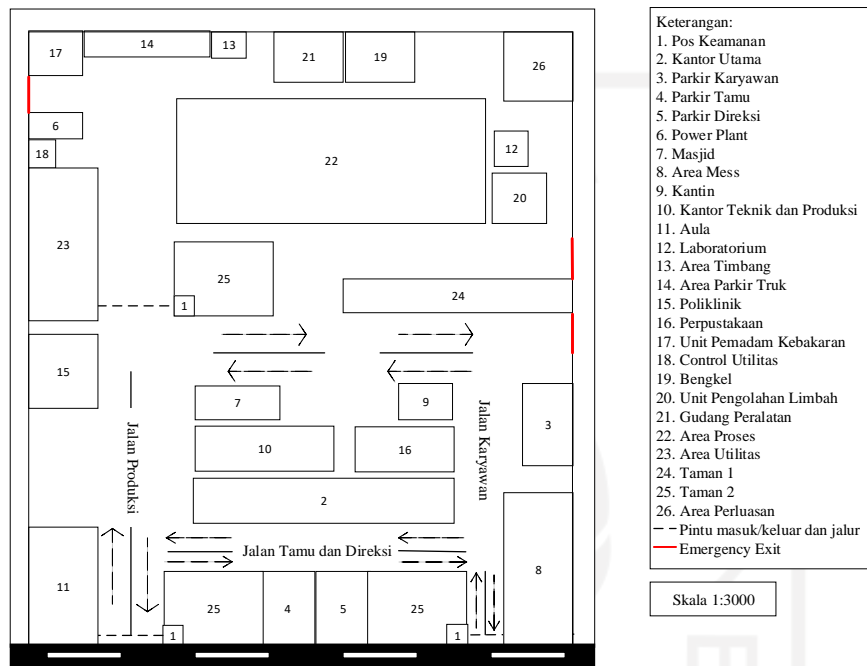 17
14
13
21
19
26
6
18
12
22
20
23
25
24
1
15
7
9
3
Jalan Produksi
Jalan Karyawan
10
16
2
Jalan Tamu dan Direksi
11
25
4
5
25
8
1
1
Keterangan:
1. Pos Keamanan
2. Kantor Utama
3. Parkir Karyawan
4. Parkir Tamu
5. Parkir Direksi
6. Power Plant
7. Masjid
8. Area Mess
9. Kantin
10. Kantor Teknik dan Produksi
11. Aula
12. Laboratorium
13. Area Timbang
14. Area Parkir Truk
15. Poliklinik
16. Perpustakaan
17. Unit Pemadam Kebakaran
18. Control Utilitas
19. Bengkel
20. Unit Pengolahan Limbah
21. Gudang Peralatan
22. Area Proses
23. Area Utilitas
24. Taman 1
25. Taman 2
26. Area Perluasan
Pintu masuk/keluar dan jalur
Emergency Exit
Skala 1:3000